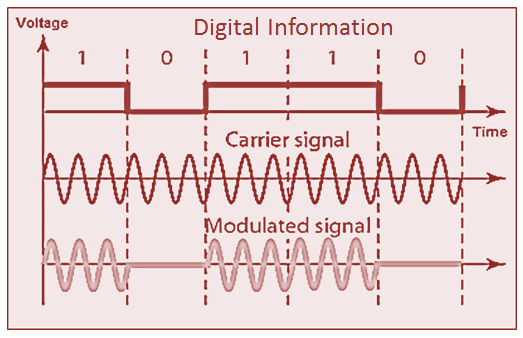 Voltage
Digital Information
1 0 1 1 0
Time
Carrier signal
Modulated signal